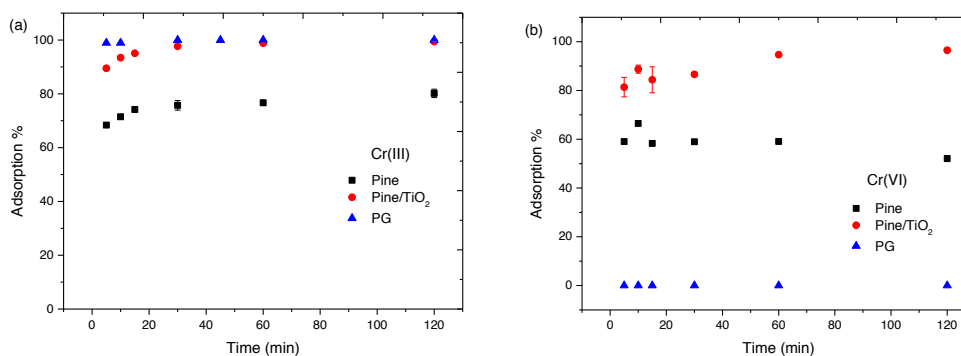 (a)
100
80
60
40
20
0
Adsorption %
Cr(III)
Pine
Pine/TiO₂
PG
0 20 40 60 80 100 120
Time (min)
(b)
100
80
60
40
20
0
Adsorption %
Cr(VI)
Pine
Pine/TiO₂
PG
0 20 40 60 80 100 120
Time (min)